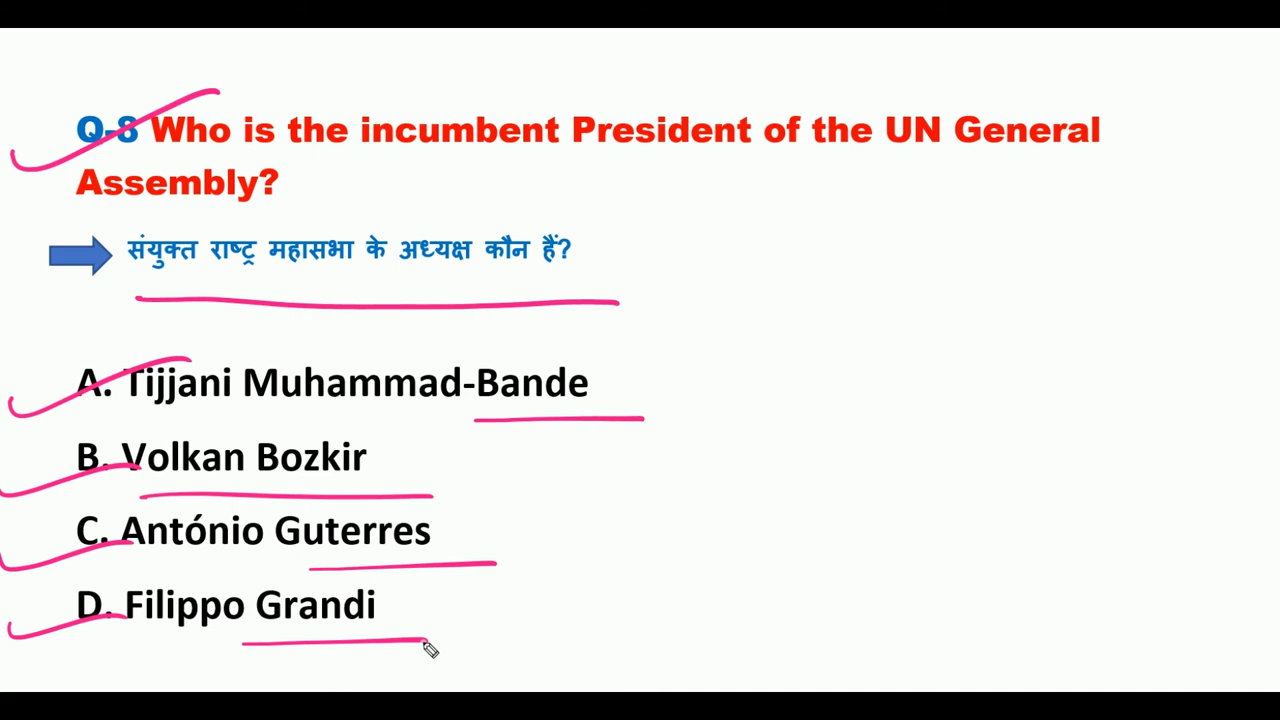 Q-8 Who is the incumbent President of the UN General
Assembly?
संयुक्त राष्ट्र महासभा के अध्यक्ष कौन हैं?
A. Tijjani Muhammad-Bande
B. Volkan Bozkir
C. António Guterres
D. Filippo Grandi